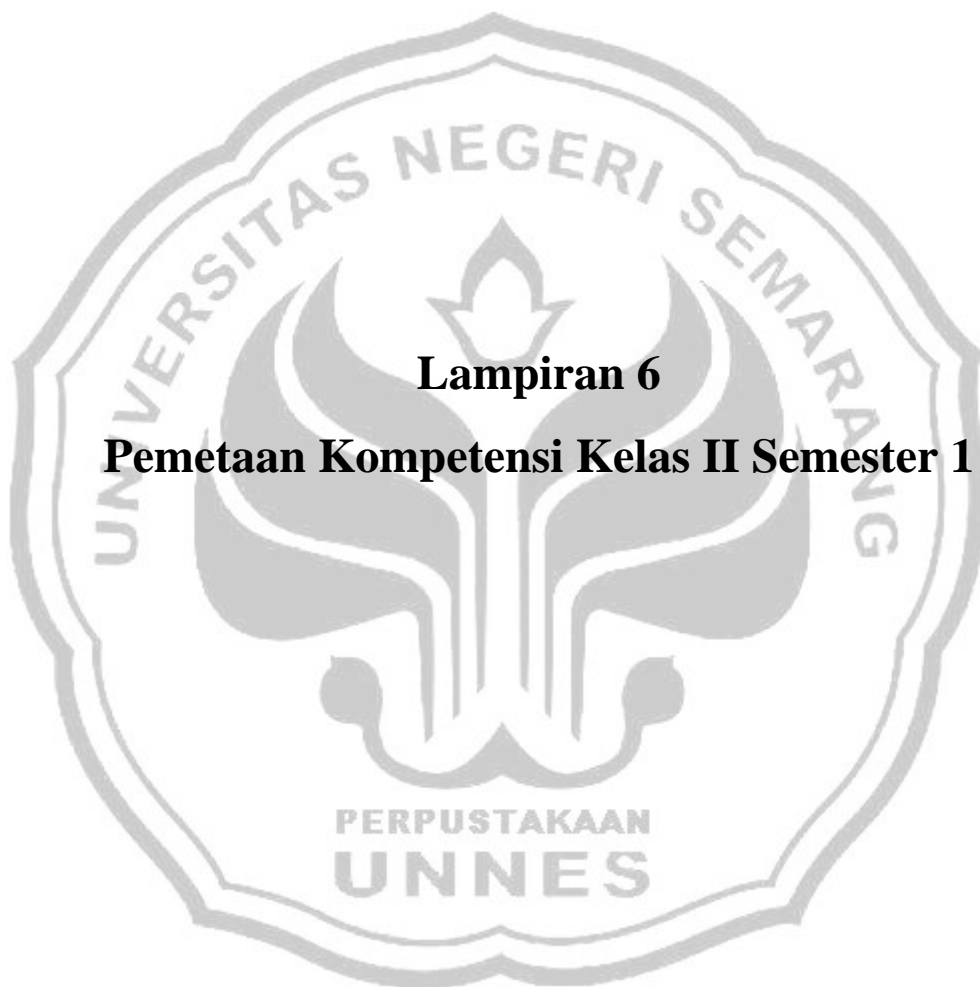 UNIVERSITAS NEGERI SEMARANG
Lampiran 6
Pemetaan Kompetensi Kelas II Semester 1
PERPUSTAKAAN
UNNES